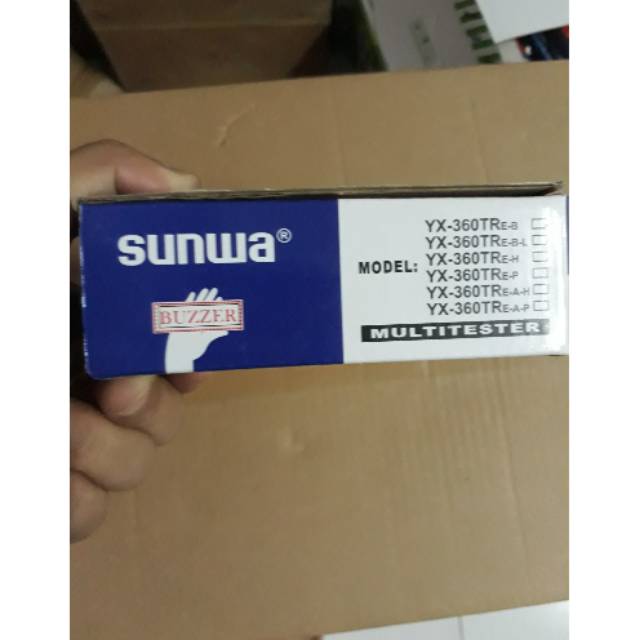 sunwa®
BUZZER
MODEL:
YX-360TRE-B
YX-360TRE-B-L
YX-360TRE-H
YX-360TRE-P
YX-360TRE-A-H
YX-360TRE-A-P
MULTITESTER